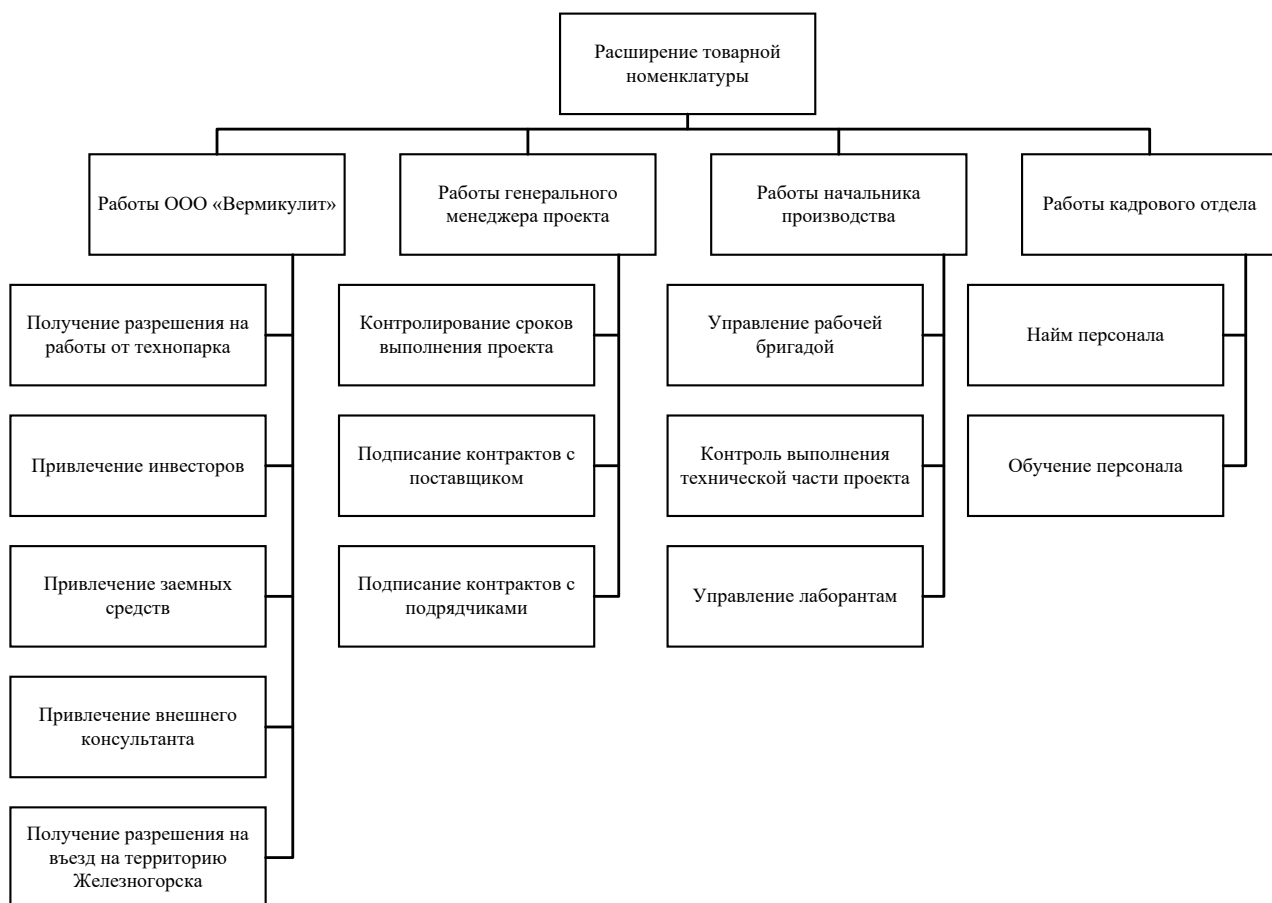 Расширение товарной
номенклатуры
Работы ООО «Вермикулит»
Работы генерального
менеджера проекта
Работы начальника
производства
Работы кадрового отдела
Получение разрешения на
работы от технопарка
Привлечение инвесторов
Привлечение заемных
средств
Привлечение внешнего
консультанта
Получение разрешения на
въезд на территорию
Железногорска
Контролирование сроков
выполнения проекта
Подписание контрактов с
поставщиком
Подписание контрактов с
подрядчиками
Управление рабочей
бригадой
Контроль выполнения
технической части проекта
Управление лаборантам
Найм персонала
Обучение персонала